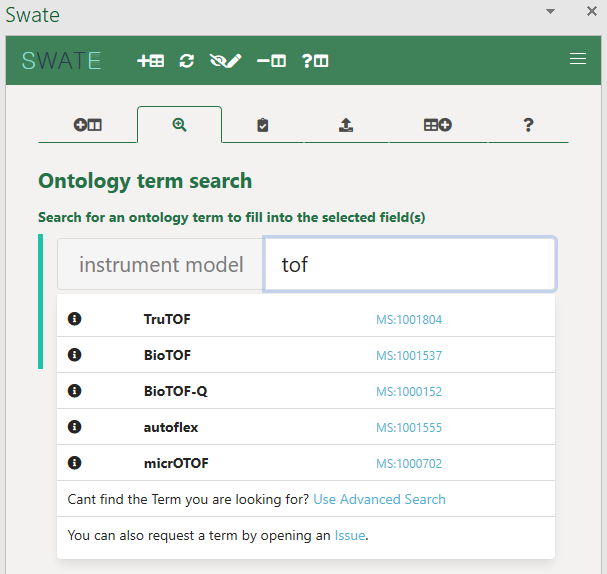 Swate
SWATE
?
Ontology term search
Search for an ontology term to fill into the selected field(s)
instrument model tof
TruTOF MS:1001804
BioTOF MS:1001537
BioTOF-Q MS:1000152
autoflex MS:1001555
micrOTOF MS:1000702
Cant find the Term you are looking for? Use Advanced Search
You can also request a term by opening an Issue.